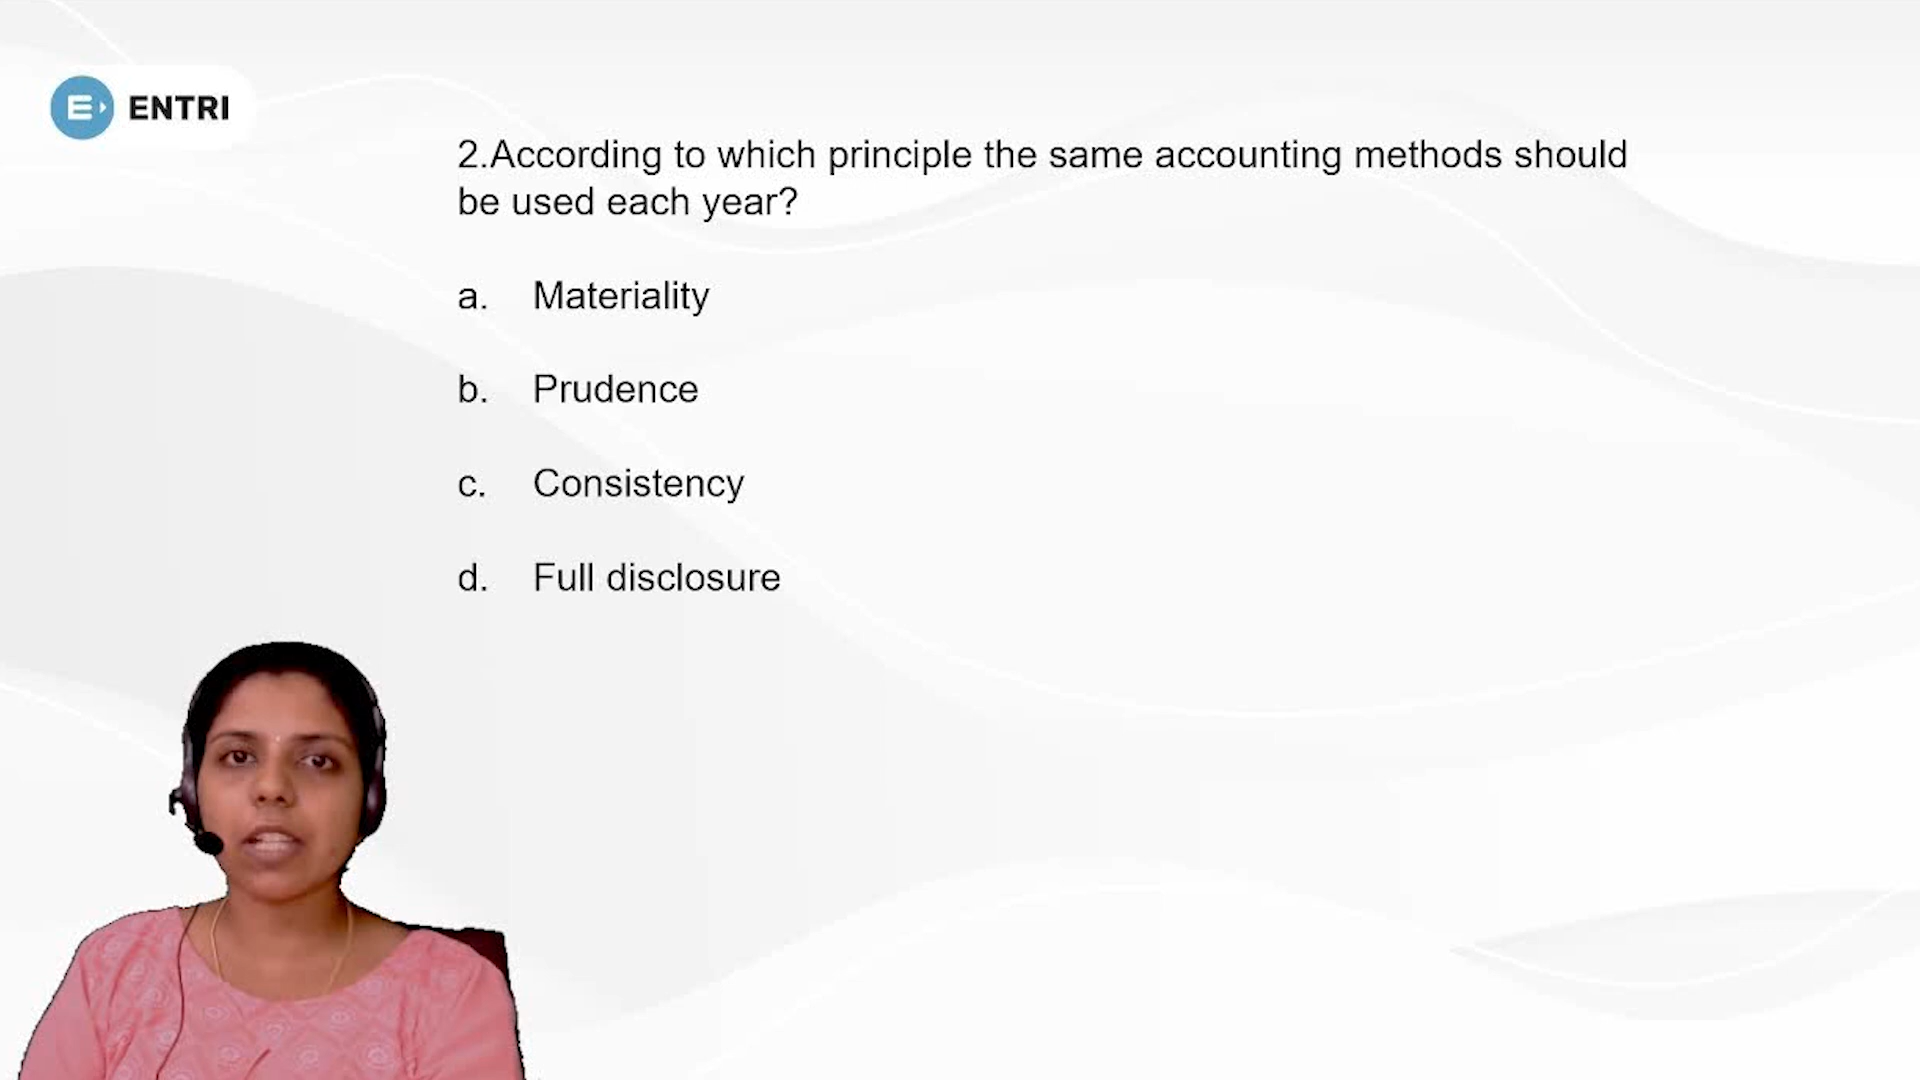 ENTRI
2.According to which principle the same accounting methods should
be used each year?
a. Materiality
b. Prudence
c. Consistency
d. Full disclosure